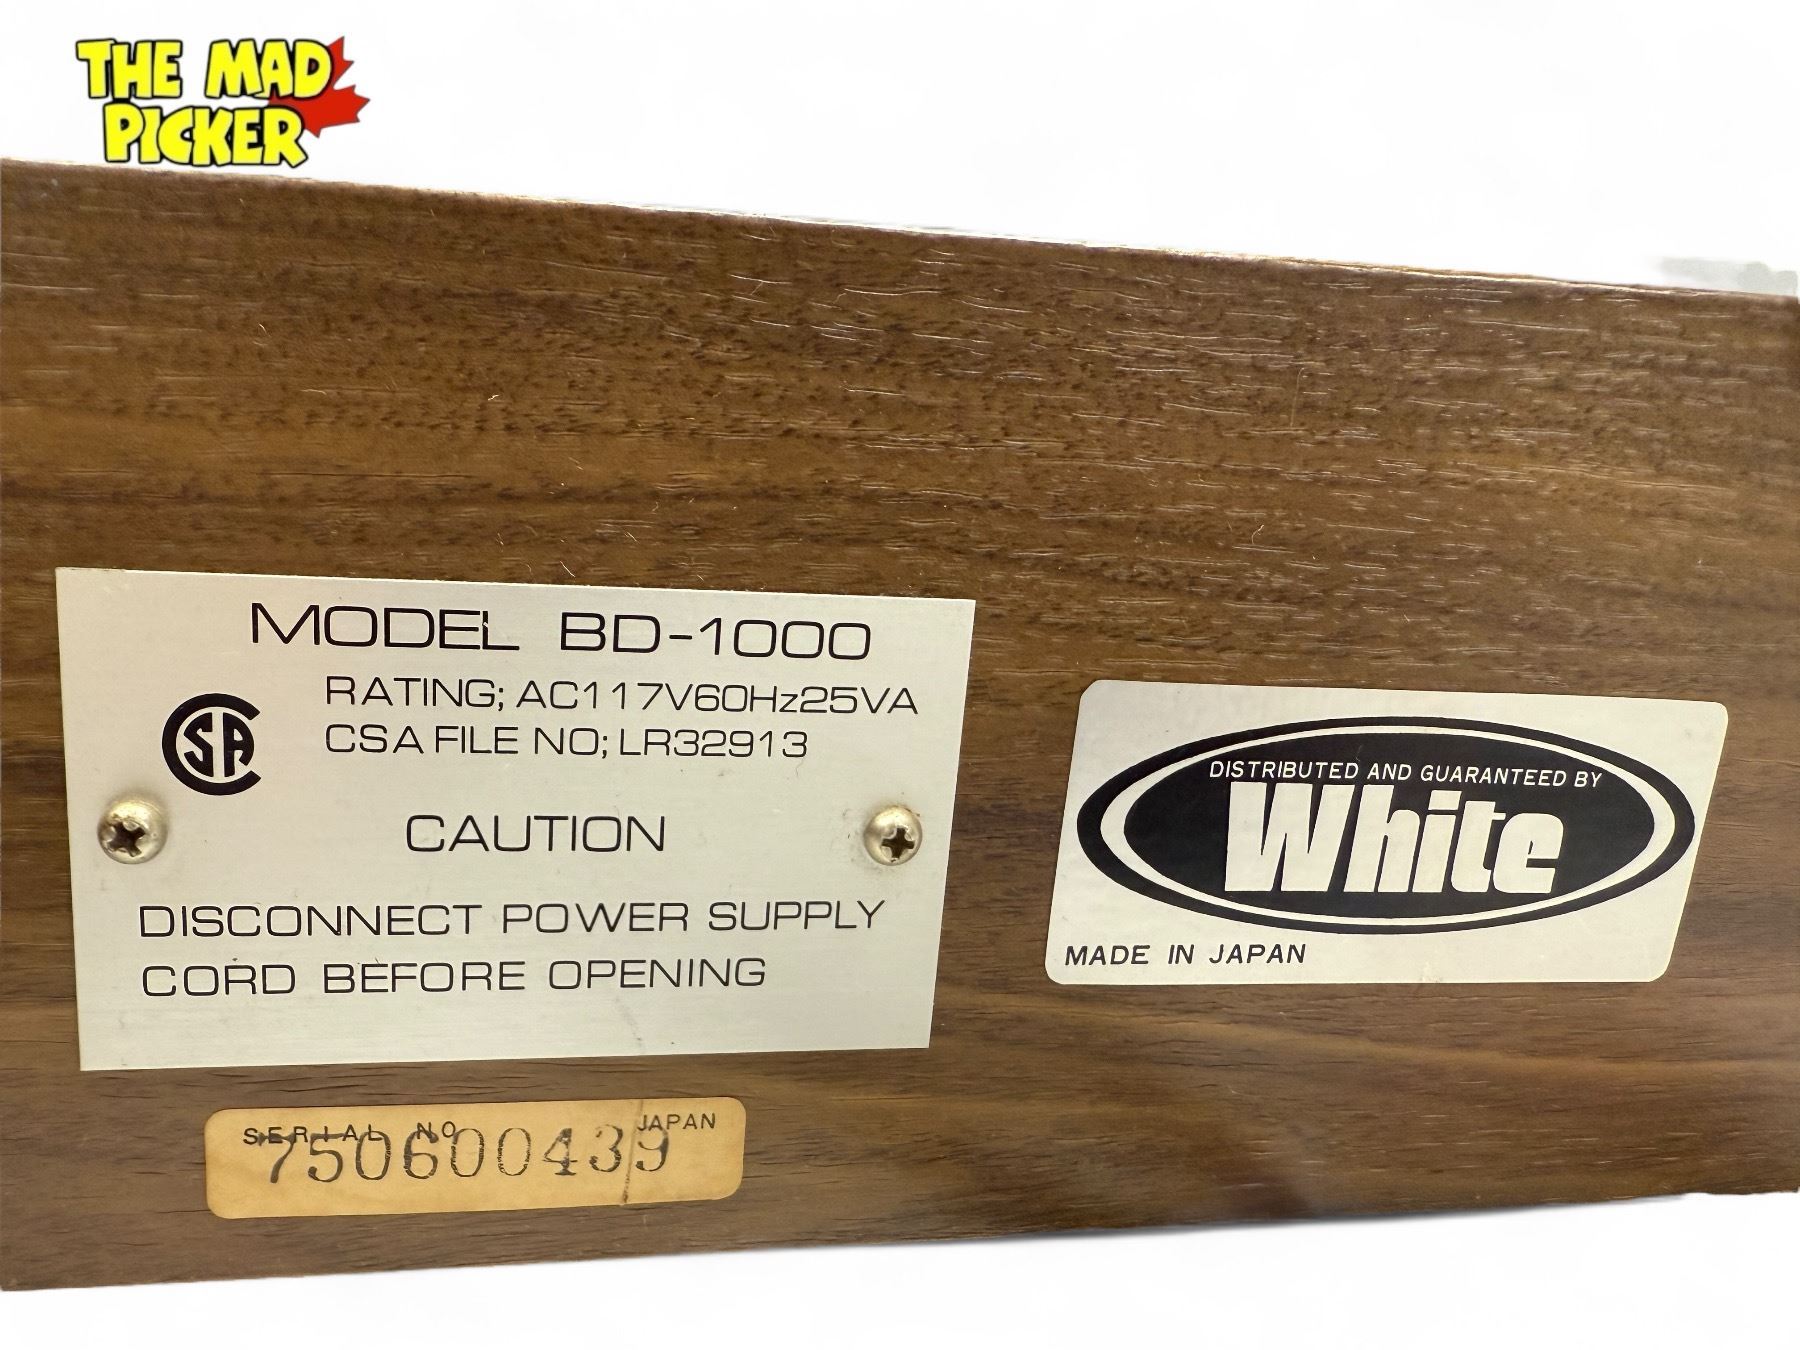 THE MAD
PICKER
MODEL BD-1000
RATING; AC117V60Hz25VA
CSA FILE NO; LR32913
CSA
CAUTION
DISCONNECT POWER SUPPLY
CORD BEFORE OPENING
DISTRIBUTED AND GUARANTEED BY
White
MADE IN JAPAN
SERIAL NO JAPAN
750600439